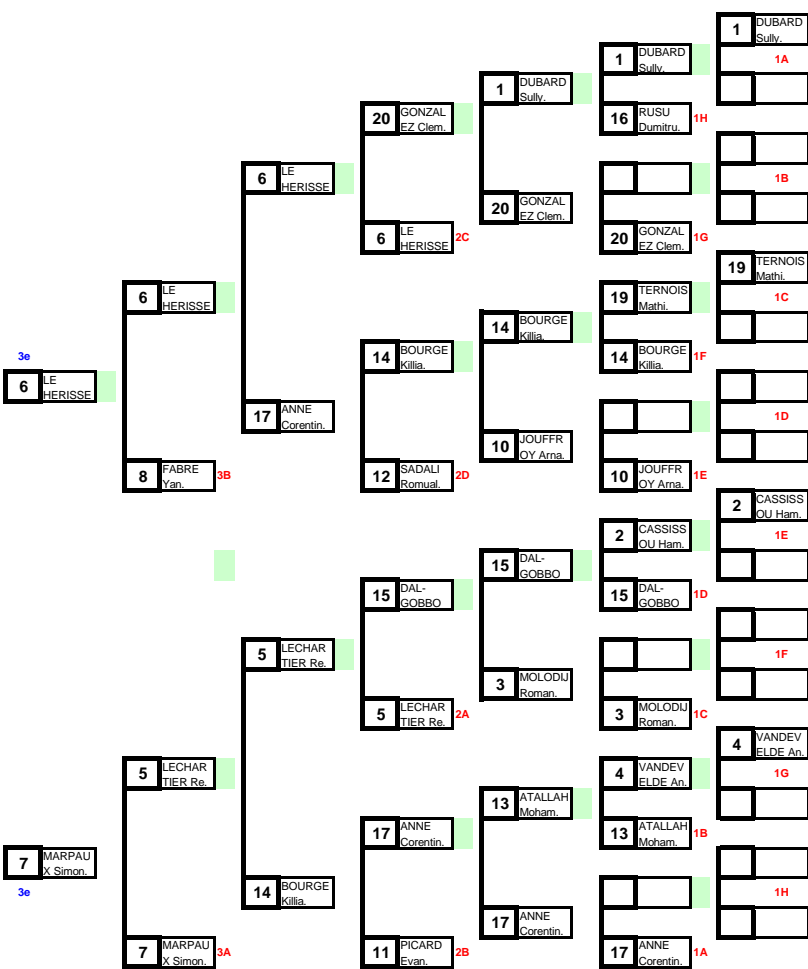 3e
6 LE
HERISSE
7 MARPAU
X Simon.
3e
6 LE
HERISSE
8 FABRE
Yan. 3B
5 LECHAR
TIER Re.
7 MARPAU
X Simon. 3A
6 LE
HERISSE
17 ANNE
Corentin.
5 LECHAR
TIER Re.
14 BOURGE
Killia.
20 GONZAL
EZ Clem.
6 LE
HERISSE 2C
14 BOURGE
Killia.
12 SADALI
Romual. 2D
15 DAL-
GOBBO
5 LECHAR
TIER Re. 2A
17 ANNE
Corentin.
11 PICARD
Evan. 2B
1 DUBARD
Sully.
20 GONZAL
EZ Clem.
14 BOURGE
Killia.
10 JOUFFR
OY Arna.
15 DAL-
GOBBO
3 MOLODIJ
Roman.
13 ATALLAH
Moham.
17 ANNE
Corentin.
1 DUBARD
Sully.
16 RUSU
Dumitru. 1H
20 GONZAL
EZ Clem. 1G
19 TERNOIS
Mathi.
14 BOURGE
Killia. 1F
10 JOUFFR
OY Arna. 1E
2 CASSISS
OU Ham.
15 DAL-
GOBBO 1D
3 MOLODIJ
Roman. 1C
4 VANDEV
ELDE An.
13 ATALLAH
Moham. 1B
17 ANNE
Corentin. 1A
1 DUBARD
Sully.
1A
1B
19 TERNOIS
Mathi.
1C
1D
2 CASSISS
OU Ham.
1E
1F
4 VANDEV
ELDE An.
1G
1H